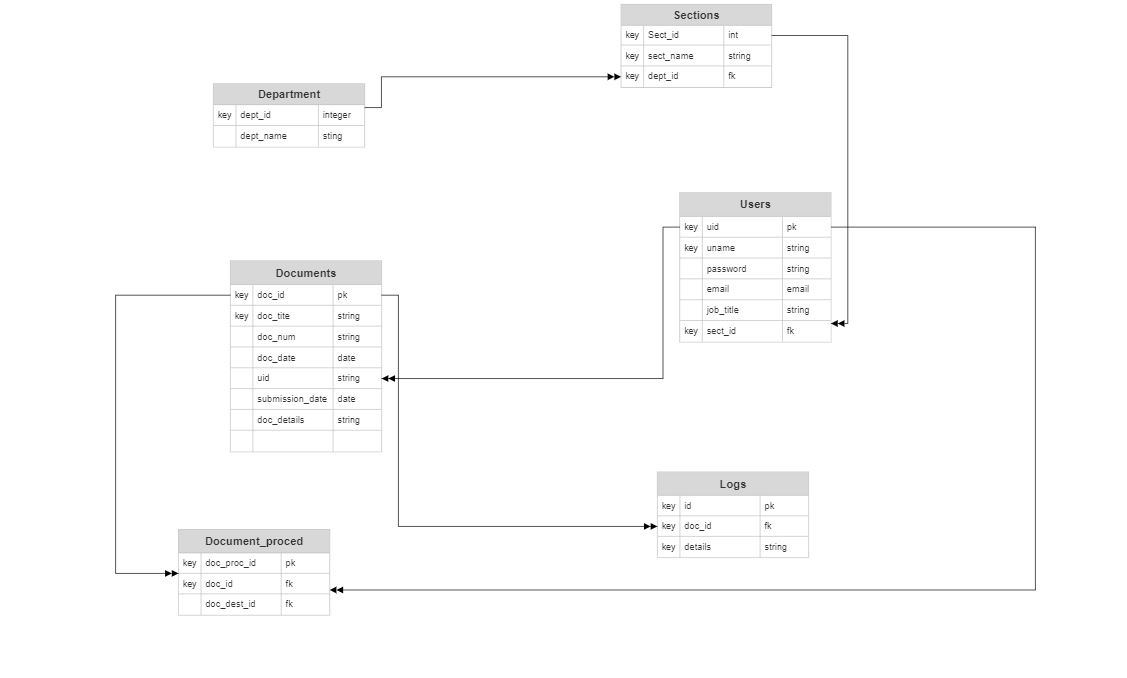 Sections
key Sect_id int
key sect_name string
key dept_id fk
Department
key dept_id integer
dept_name sting
Users
key uid pk
key uname string
password string
email email
job_title string
key sect_id fk
Documents
key doc_id pk
key doc_tite string
doc_num string
doc_date date
uid string
submission_date date
doc_details string
Logs
key id pk
key doc_id fk
key details string
Document_proced
key doc_proc_id pk
key doc_id fk
doc_dest_id fk